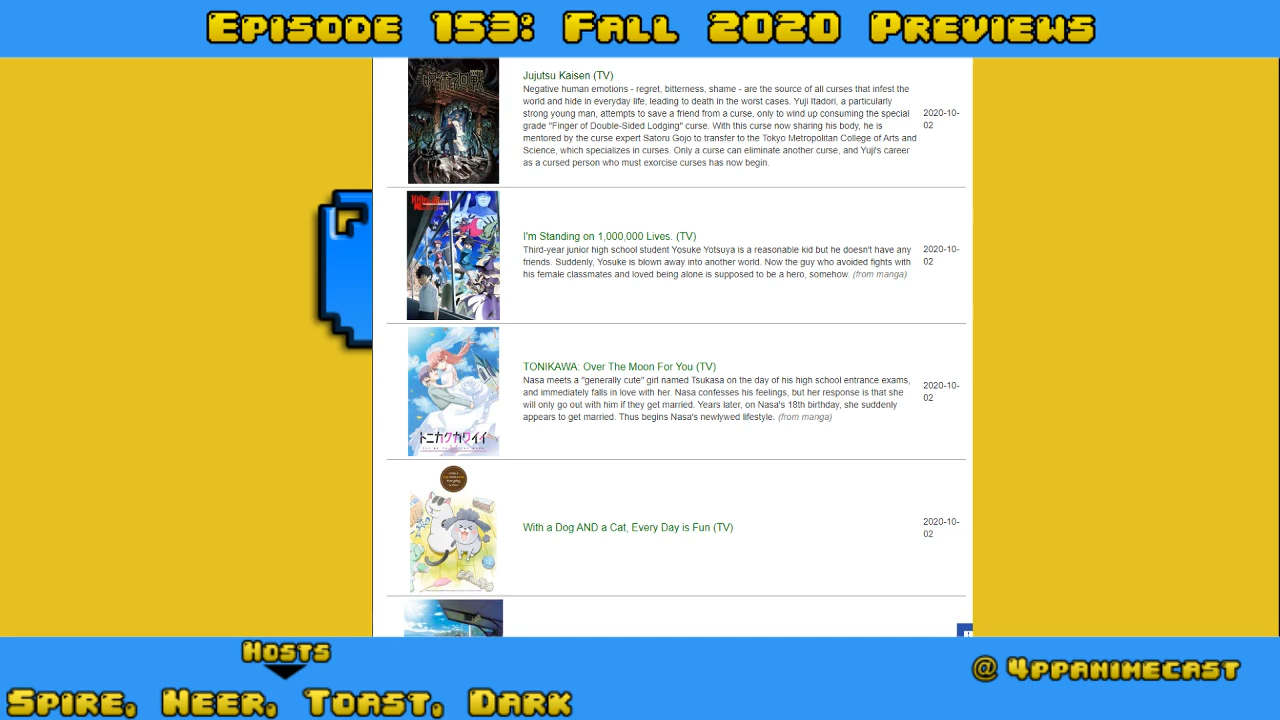 Episode 153: Fall 2020 Previews
Jujutsu Kaisen (TV)
Negative human emotions - regret, bitterness, shame - are the source of all curses that infest the
world and hide in everyday life, leading to death in the worst cases. Yuji Itadori, a particularly
strong young man, attempts to save a friend from a curse, only to wind up consuming the special
grade "Finger of Double-Sided Lodging" curse. With this curse now sharing his body, he is
mentored by the curse expert Satoru Gojo to transfer to the Tokyo Metropolitan College of Arts and
Science, which specializes in curses. Only a curse can eliminate another curse, and Yuji's career
as a cursed person who must exorcise curses has now begun.
2020-10-
02
I'm Standing on 1,000,000 Lives. (TV)
Third-year junior high school student Yosuke Yotsuya is a reasonable kid but he doesn't have any
friends. Suddenly, Yosuke is blown away into another world. Now the guy who avoided fights with
his female classmates and loved being alone is supposed to be a hero, somehow. (from manga)
2020-10-
02
TONIKAWA: Over The Moon For You (TV)
Nasa meets a "generally cute" girl named Tsukasa on the day of his high school entrance exams,
and immediately falls in love with her. Nasa confesses his feelings, but her response is that she
will only go out with him if they get married. Years later, on Nasa's 18th birthday, she suddenly
appears to get married. Thus begins Nasa's newlywed lifestyle. (from manga)
2020-10-
02
トニカクカワイイ
With a Dog AND a Cat, Every Day is Fun (TV)
2020-10-
02
Hosts
Spire, Neer, Toast, Dark
@ 4ppanimecast